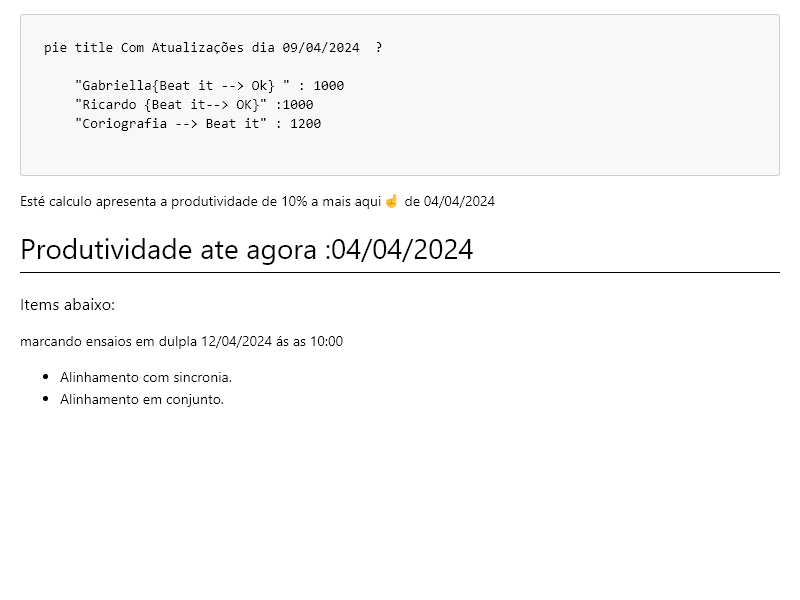 pie title Com Atualizações dia 09/04/2024  ?
"Gabriella{Beat it --> Ok} " : 1000
"Ricardo {Beat it--> OK}" :1000
"Coriografia --> Beat it" : 1200
Esté calculo apresenta a produtividade de 10% a mais aqui ☝ de 04/04/2024
Produtividade ate agora :04/04/2024
Items abaixo:
marcando ensaios em dulpla 12/04/2024 ás as 10:00
• Alinhamento com sincronia.
• Alinhamento em conjunto.